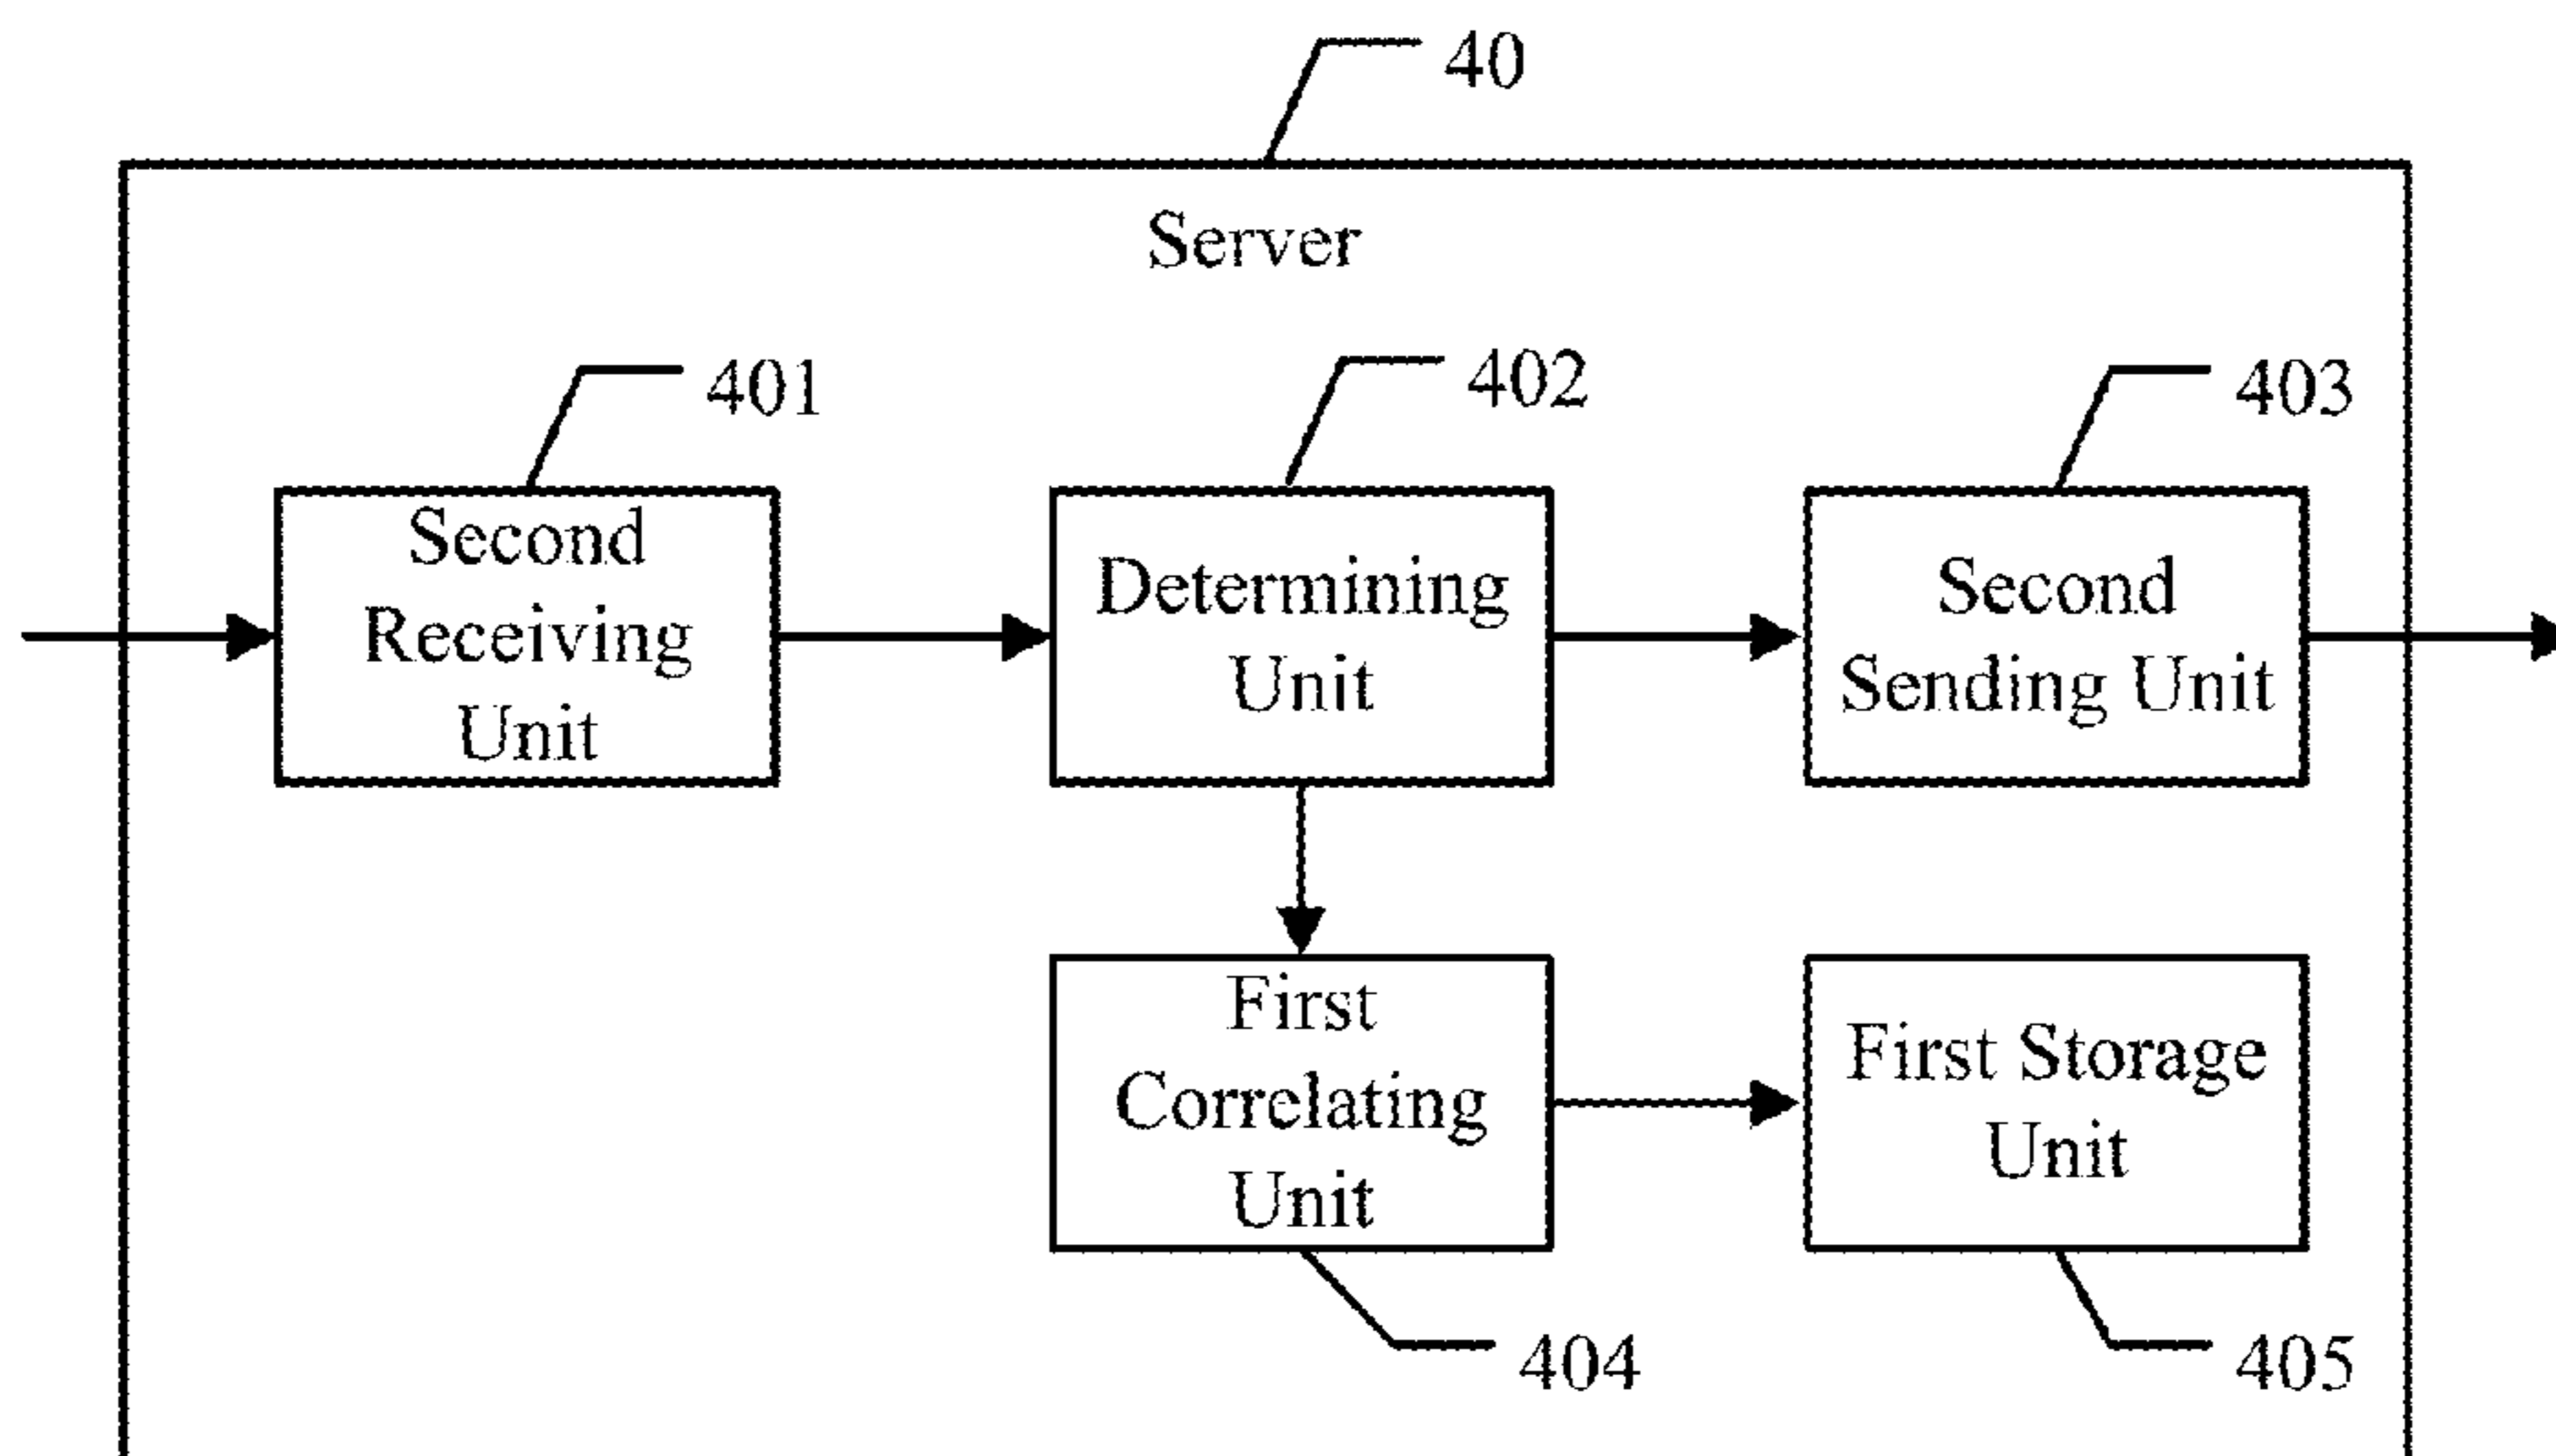 40
Server
401
402
403
Second
Receiving
Unit
Determining
Unit
Second
Sending Unit
First
Correlating
Unit
First Storage
Unit
404
405